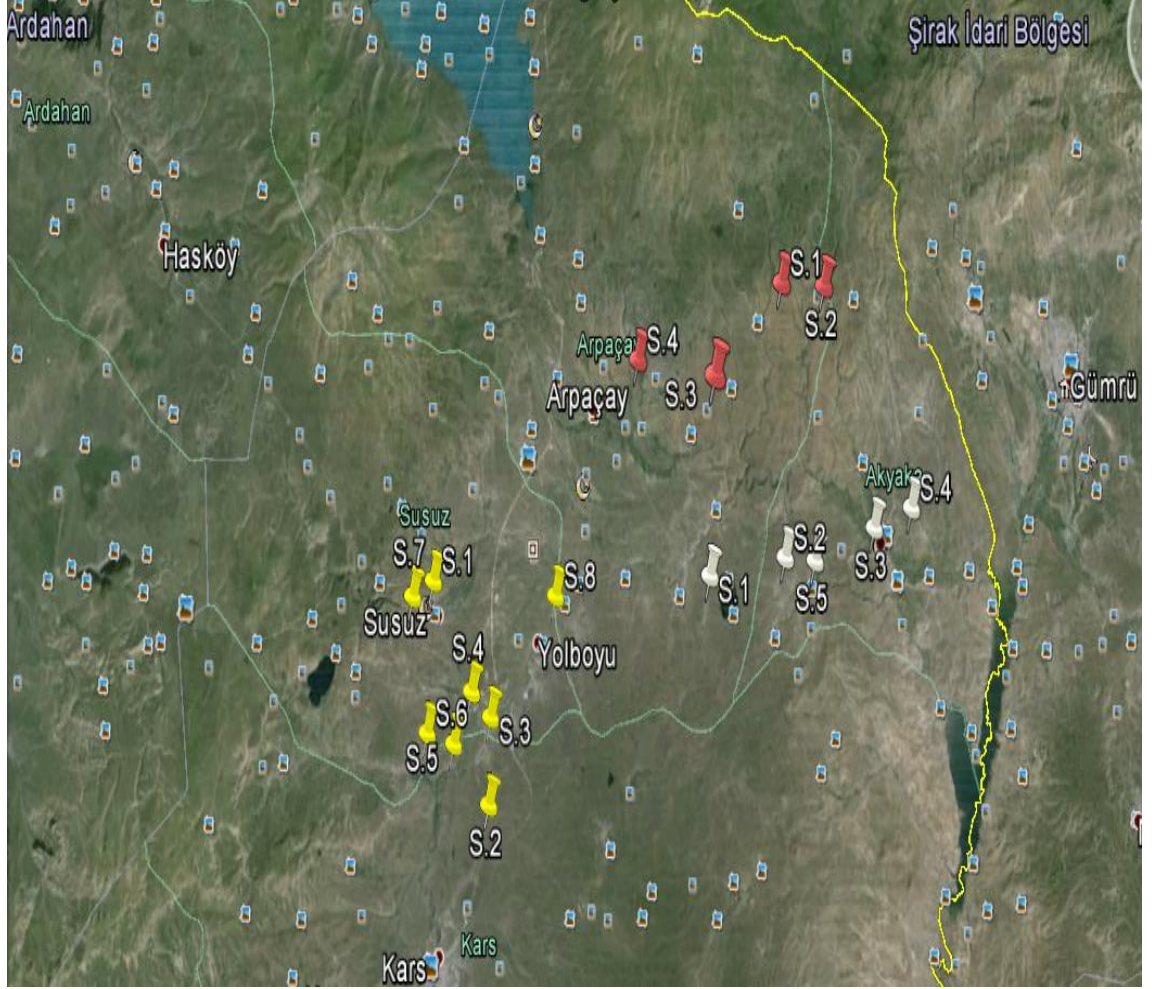 Ardahan
Şirak İdari Bölgesi
Ardahan
Hasköy
S.1
S.2
Arpaçay
S.4
S.3
Arpaçay
Gümrü
Akyaka
S.4
Susuz
S.7
S.1
S.8
S.2
S.3
S.1
S.5
Susuz
Yolboyu
S.4
S.6
S.3
S.5
S.2
Kars
Kars